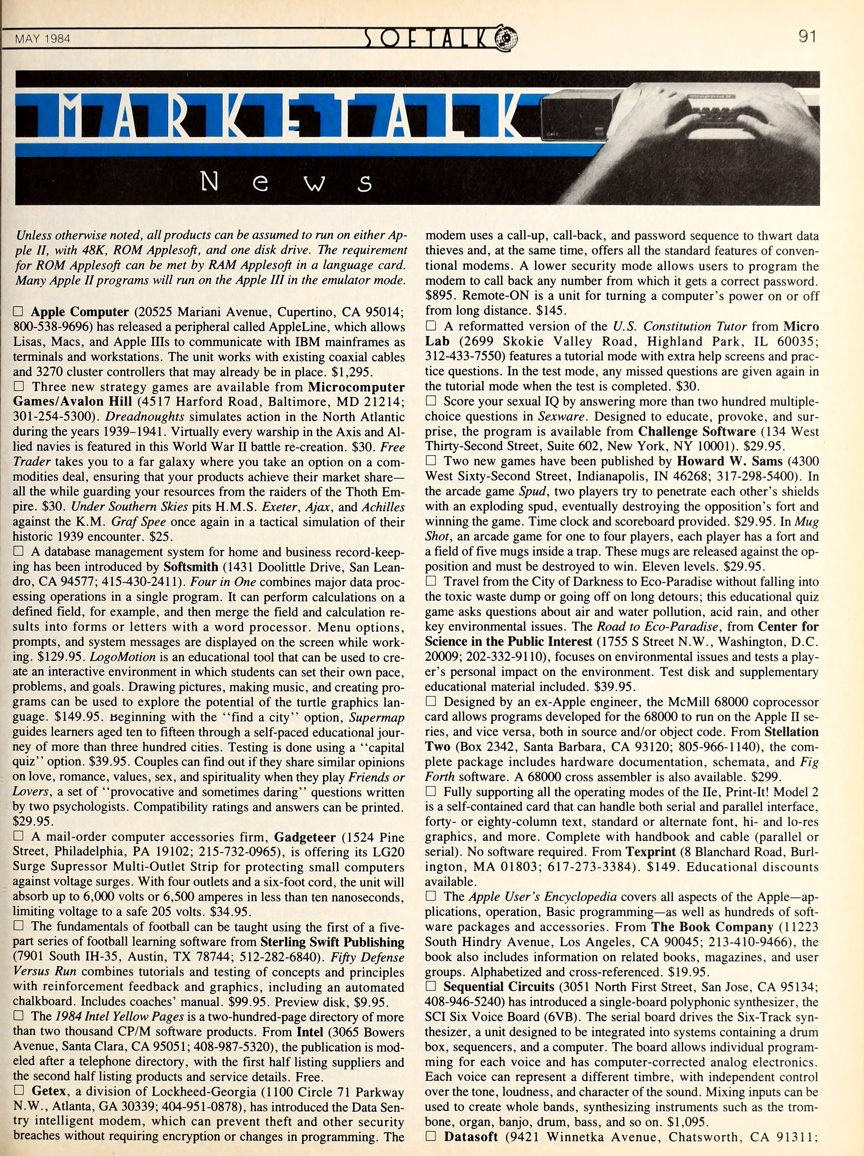 MAY 1984
SOFTALK
91
MARKETALK
News
Unless otherwise noted, all products can be assumed to run on either Ap-
ple II, with 48K, ROM Applesoft, and one disk drive. The requirement
for ROM Applesoft can be met by RAM Applesoft in a language card.
Many Apple II programs will run on the Apple III in the emulator mode.
□ Apple Computer (20525 Mariani Avenue, Cupertino, CA 95014;
800-538-9696) has released a peripheral called AppleLine, which allows
Lisas, Macs, and Apple IIIs to communicate with IBM mainframes as
terminals and workstations. The unit works with existing coaxial cables
and 3270 cluster controllers that may already be in place. $1,295.
□ Three new strategy games are available from Microcomputer
Games/Avalon Hill (4517 Harford Road, Baltimore, MD 21214;
301-254-5300). Dreadnoughts simulates action in the North Atlantic
during the years 1939–1941. Virtually every warship in the Axis and Al-
lied navies is featured in this World War II battle re-creation. $30. Free
Trader takes you to a far galaxy where you take an option on a com-
modities deal, ensuring that your products achieve their market share—
all the while guarding your resources from the raiders of the Thoth Em-
pire. $30. Under Southern Skies pits H.M.S. Exeter, Ajax, and Achilles
against the K.M. Graf Spee once again in a tactical simulation of their
historic 1939 encounter. $25.
□ A database management system for home and business record-keep-
ing has been introduced by Softsmith (1431 Doolittle Drive, San Lean-
dro, CA 94577; 415-430-2411). Four in One combines major data proc-
essing operations in a single program. It can perform calculations on a
defined field, for example, and then merge the field and calculation re-
sults into forms or letters with a word processor. Menu options,
prompts, and system messages are displayed on the screen while work-
ing. $129.95. LogoMotion is an educational tool that can be used to cre-
ate an interactive environment in which students can set their own pace,
problems, and goals. Drawing pictures, making music, and creating pro-
grams can be used to explore the potential of the turtle graphics lan-
guage. $149.95. Beginning with the ‘‘find a city’’ option, Supermap
guides learners aged ten to fifteen through a self-paced educational jour-
ney of more than three hundred cities. Testing is done using a ‘‘capital
quiz’’ option. $39.95. Couples can find out if they share similar opinions
on love, romance, values, sex, and spirituality when they play Friends or
Lovers, a set of ‘‘provocative and sometimes daring’’ questions written
by two psychologists. Compatibility ratings and answers can be printed.
$29.95.
□ A mail-order computer accessories firm, Gadgeteer (1524 Pine
Street, Philadelphia, PA 19102; 215-732-0965), is offering its LG20
Surge Supressor Multi-Outlet Strip for protecting small computers
against voltage surges. With four outlets and a six-foot cord, the unit will
absorb up to 6,000 volts or 6,500 amperes in less than ten nanoseconds,
limiting voltage to a safe 205 volts. $34.95.
□ The fundamentals of football can be taught using the first of a five-
part series of football learning software from Sterling Swift Publishing
(7901 South IH-35, Austin, TX 78744; 512-282-6840). Fifty Defense
Versus Run combines tutorials and testing of concepts and principles
with reinforcement feedback and graphics, including an automated
chalkboard. Includes coaches’ manual. $99.95. Preview disk, $9.95.
□ The 1984 Intel Yellow Pages is a two-hundred-page directory of more
than two thousand CP/M software products. From Intel (3065 Bowers
Avenue, Santa Clara, CA 95051; 408-987-5320), the publication is mod-
eled after a telephone directory, with the first half listing suppliers and
the second half listing products and service details. Free.
□ Getex, a division of Lockheed-Georgia (1100 Circle 71 Parkway
N.W., Atlanta, GA 30339; 404-951-0878), has introduced the Data Sen-
try intelligent modem, which can prevent theft and other security
breaches without requiring encryption or changes in programming. The
modem uses a call-up, call-back, and password sequence to thwart data
thieves and, at the same time, offers all the standard features of conven-
tional modems. A lower security mode allows users to program the
modem to call back any number from which it gets a correct password.
$895. Remote-ON is a unit for turning a computer’s power on or off
from long distance. $145.
□ A reformatted version of the U.S. Constitution Tutor from Micro
Lab (2699 Skokie Valley Road, Highland Park, IL 60035;
312-433-7550) features a tutorial mode with extra help screens and prac-
tice questions. In the test mode, any missed questions are given again in
the tutorial mode when the test is completed. $30.
□ Score your sexual IQ by answering more than two hundred multiple-
choice questions in Sexware. Designed to educate, provoke, and sur-
prise, the program is available from Challenge Software (134 West
Thirty-Second Street, Suite 602, New York, NY 10001). $29.95.
□ Two new games have been published by Howard W. Sams (4300
West Sixty-Second Street, Indianapolis, IN 46268; 317-298-5400). In
the arcade game Spud, two players try to penetrate each other’s shields
with an exploding spud, eventually destroying the opposition’s fort and
winning the game. Time clock and scoreboard provided. $29.95. In Mug
Shot, an arcade game for one to four players, each player has a fort and
a field of five mugs inside a trap. These mugs are released against the op-
position and must be destroyed to win. Eleven levels. $29.95.
□ Travel from the City of Darkness to Eco-Paradise without falling into
the toxic waste dump or going off on long detours; this educational quiz
game asks questions about air and water pollution, acid rain, and other
key environmental issues. The Road to Eco-Paradise, from Center for
Science in the Public Interest (1755 S Street N.W., Washington, D.C.
20009; 202-332-9110), focuses on environmental issues and tests a play-
er’s personal impact on the environment. Test disk and supplementary
educational material included. $39.95.
□ Designed by an ex-Apple engineer, the McMill 68000 coprocessor
card allows programs developed for the 68000 to run on the Apple II se-
ries, and vice versa, both in source and/or object code. From Stellation
Two (Box 2342, Santa Barbara, CA 93120; 805-966-1140), the com-
plete package includes hardware documentation, schemata, and Fig
Forth software. A 68000 cross assembler is also available. $299.
□ Fully supporting all the operating modes of the IIe, Print-It! Model 2
is a self-contained card that can handle both serial and parallel interface,
forty- or eighty-column text, standard or alternate font, hi- and lo-res
graphics, and more. Complete with handbook and cable (parallel or
serial). No software required. From Texprint (8 Blanchard Road, Burl-
ington, MA 01803; 617-273-3384). $149. Educational discounts
available.
□ The Apple User’s Encyclopedia covers all aspects of the Apple—ap-
plications, operation, Basic programming—as well as hundreds of soft-
ware packages and accessories. From The Book Company (11223
South Hindry Avenue, Los Angeles, CA 90045; 213-410-9466), the
book also includes information on related books, magazines, and user
groups. Alphabetized and cross-referenced. $19.95.
□ Sequential Circuits (3051 North First Street, San Jose, CA 95134;
408-946-5240) has introduced a single-board polyphonic synthesizer, the
SCI Six Voice Board (6VB). The serial board drives the Six-Track syn-
thesizer, a unit designed to be integrated into systems containing a drum
box, sequencers, and a computer. The board allows individual program-
ming for each voice and has computer-corrected analog electronics.
Each voice can represent a different timbre, with independent control
over the tone, loudness, and character of the sound. Mixing inputs can be
used to create whole bands, synthesizing instruments such as the trom-
bone, organ, banjo, drum, bass, and so on. $1,095.
□ Datasoft (9421 Winnetka Avenue, Chatsworth, CA 91311;